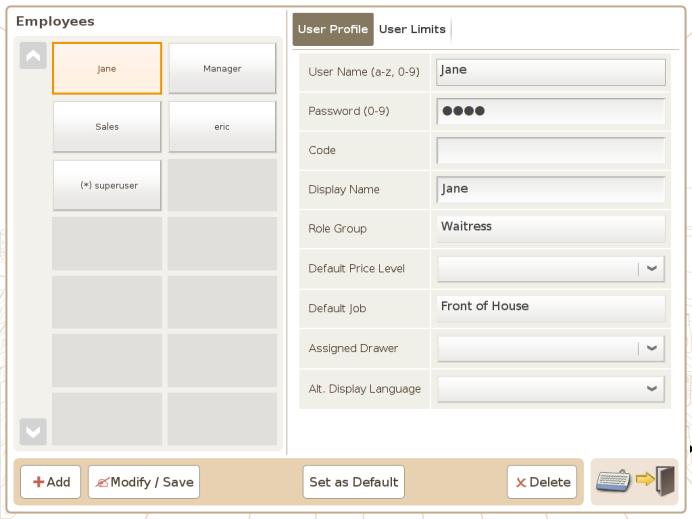 Employees
Jane
Manager
Sales
eric
(*) superuser
User Profile
User Limits
User Name (a-z, 0-9)
Jane
Password (0-9)
●●●●
Code
Display Name
Jane
Role Group
Waitress
Default Price Level
Default Job
Front of House
Assigned Drawer
Alt. Display Language
Add
Modify / Save
Set as Default
Delete